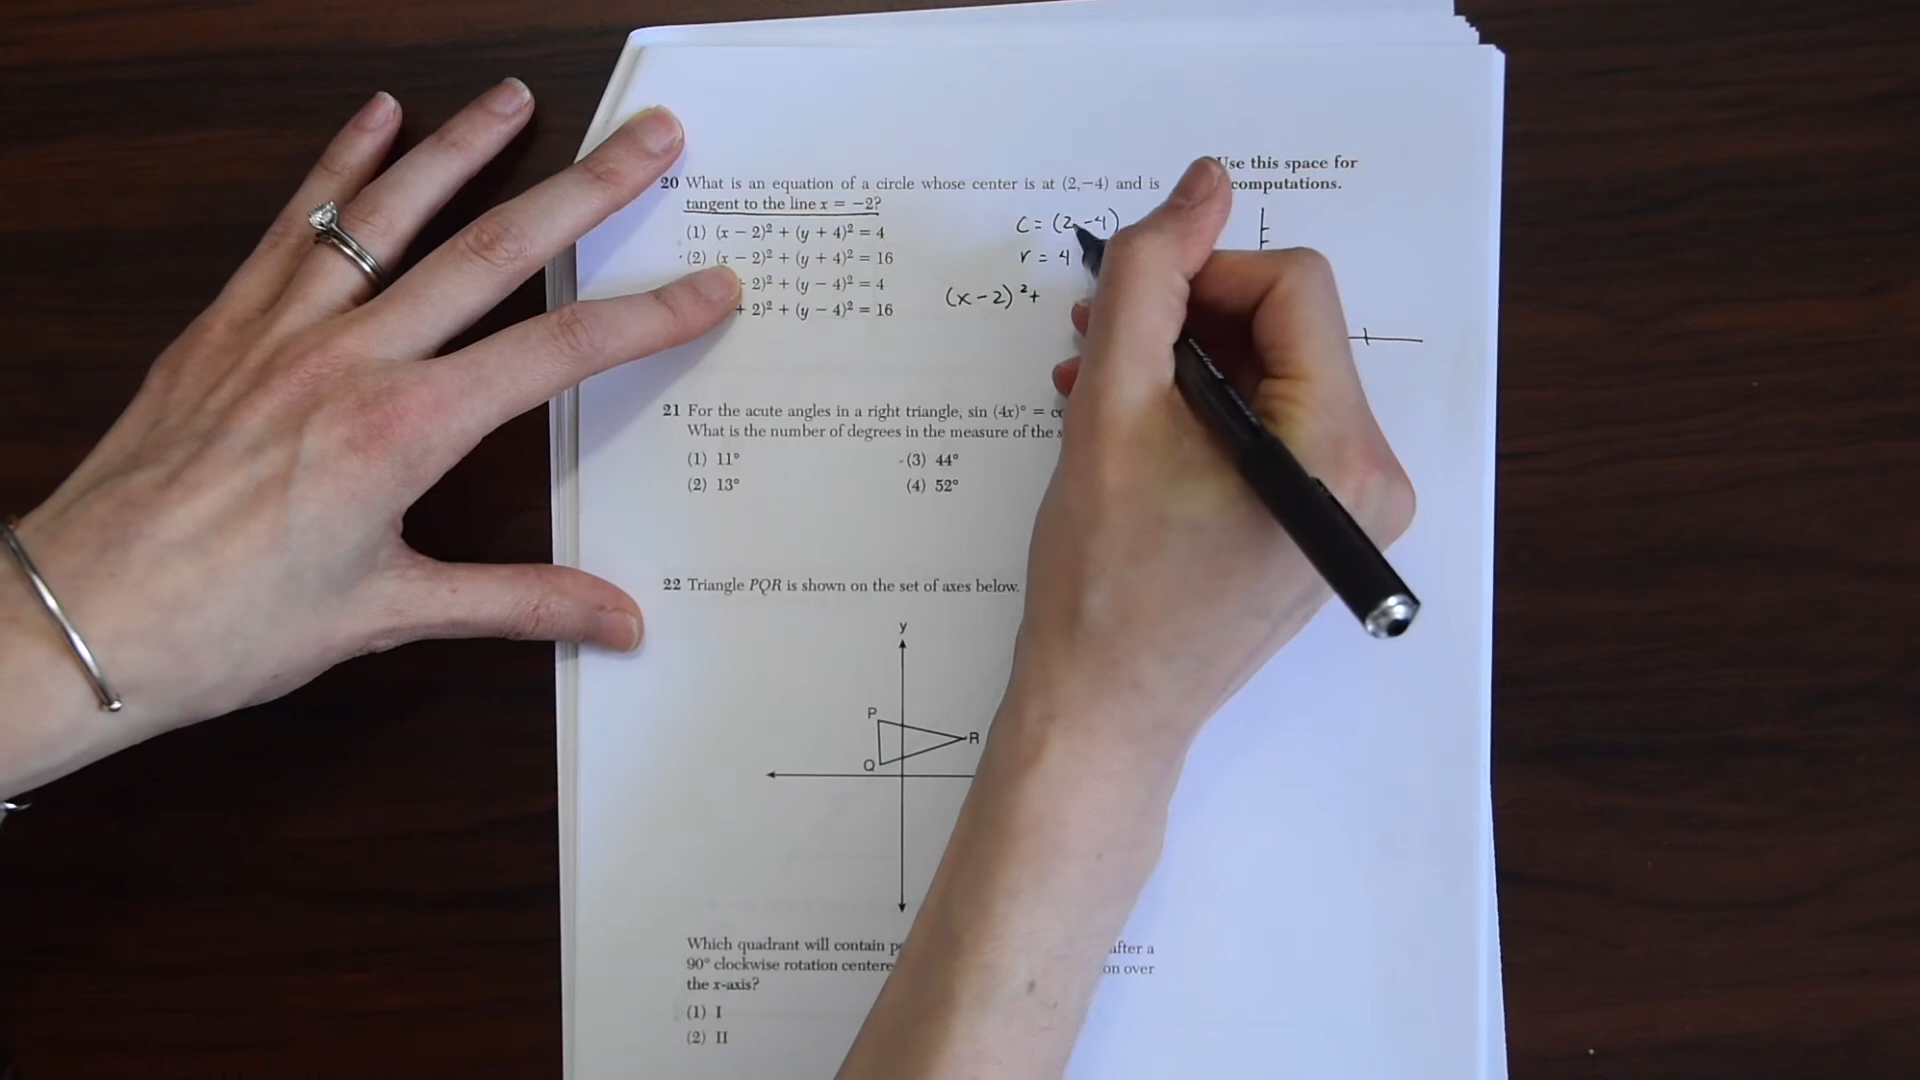 Use this space for
computations.
20 What is an equation of a circle whose center is at (2,−4) and is
tangent to the line x = −2?
(1) (x − 2)² + (y + 4)² = 4
(2) (x − 2)² + (y + 4)² = 16
2)² + (y − 4)² = 4
+ 2)² + (y − 4)² = 16
C = (2, -4)
r = 4
(x-2)² +
21 For the acute angles in a right triangle, sin (4x)° =
What is the number of degrees in the measure of the
(1) 11°
(3) 44°
(2) 13°
(4) 52°
22 Triangle PQR is shown on the set of axes below.
y
P
R
Q
Which quadrant will contain
after a
90° clockwise rotation
on over
the x-axis?
(1) I
(2) II